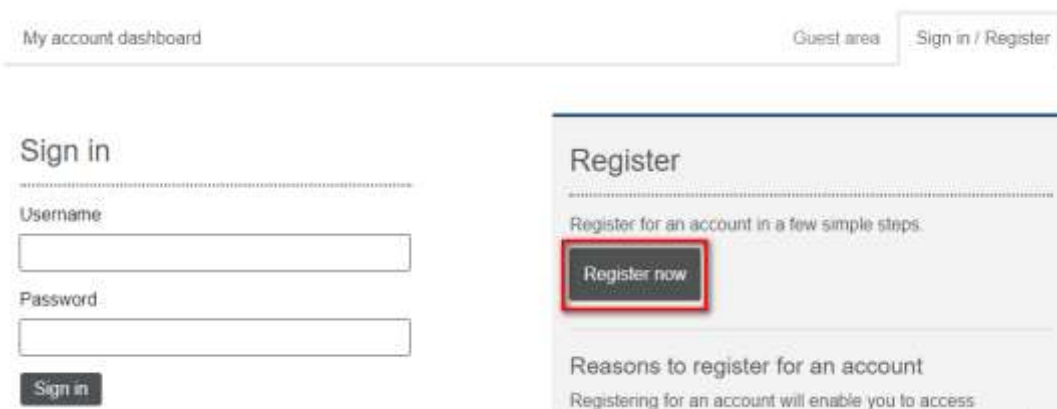 My account dashboard
Guest area
Sign in / Register
Sign in
Username
Password
Sign in
Register
Register for an account in a few simple steps.
Register now
Reasons to register for an account
Registering for an account will enable you to access